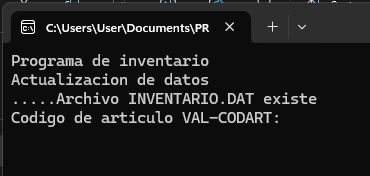 C:\Users\User\Documents\PR
Programa de inventario
Actualizacion de datos
.....Archivo INVENTARIO.DAT existe
Codigo de articulo VAL-CODART: